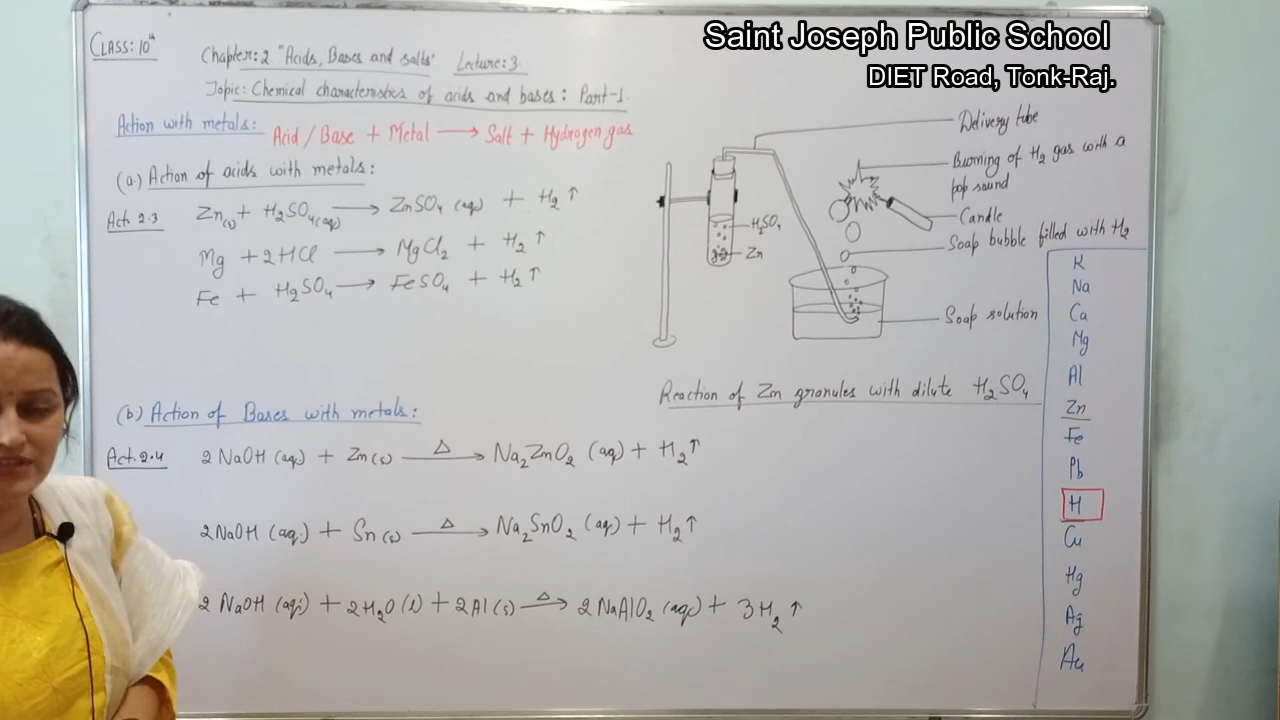 Saint Joseph Public School
DIET Road, Tonk-Raj.
CLASS: 10th
Chapter: 2 "Acids, Bases and salts" Lecture: 3
Topic: Chemical characteristics of acids and bases: Part-1
Action with metals: Acid / Base + Metal ⟶ Salt + Hydrogen gas
(a) Action of acids with metals:
Act. 2.3 Zn(s) + H₂SO₄(aq) ⟶ ZnSO₄ (aq) + H₂↑
Mg + 2HCl ⟶ MgCl₂ + H₂↑
Fe + H₂SO₄ ⟶ FeSO₄ + H₂↑
Delivery tube
Burning of H₂ gas with a
pop sound
Candle
Soap bubble filled with H₂
H₂SO₄
Zn
Soap solution
Reaction of Zn granules with dilute H₂SO₄
(b) Action of Bases with metals:
Act. 2.4 2 NaOH (aq) + Zn(s) —Δ→ Na₂ZnO₂ (aq) + H₂↑
2NaOH (aq) + Sn(s) —Δ→ Na₂SnO₂ (aq) + H₂↑
2 NaOH (aq) + 2H₂O (l) + 2Al (s) —Δ→ 2 NaAlO₂ (aq) + 3H₂↑
K
Na
Ca
Mg
Al
Zn
Fe
Pb
H
Cu
Hg
Ag
Au